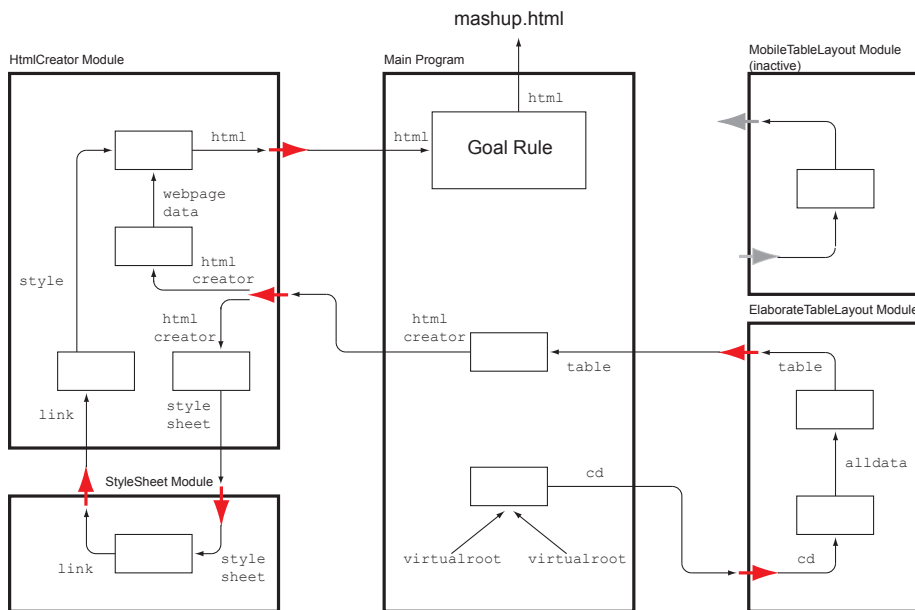 mashup.html
HtmlCreator Module
Main Program
MobileTableLayout Module
(inactive)
html
html
html
Goal Rule
webpage
data
style
html
creator
html
creator
html
creator
style
sheet
link
table
ElaborateTableLayout Module
table
alldata
cd
cd
virtualroot
virtualroot
StyleSheet Module
link
style
sheet